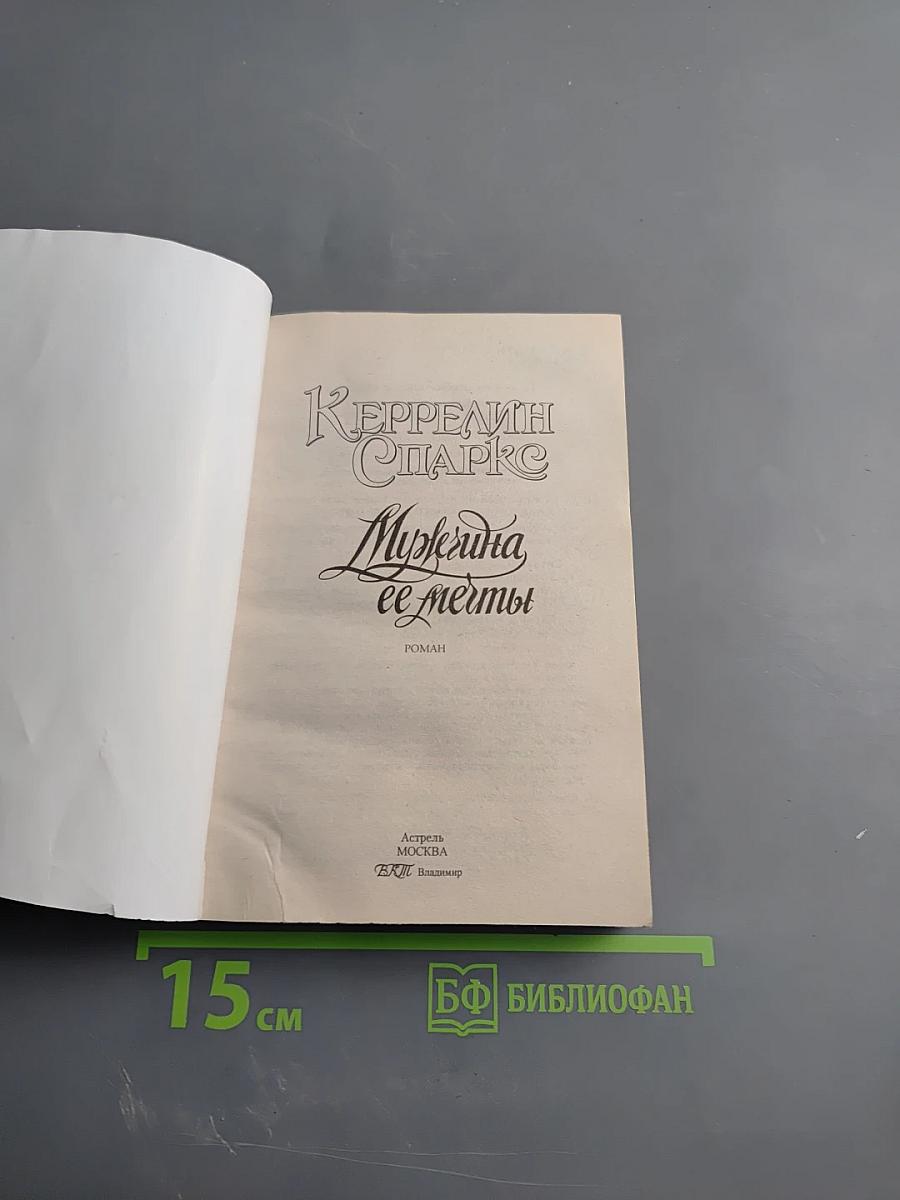 Керрелин
Спаркс
Мужчина
ее мечты
РОМАН
Астрель
МОСКВА
ВКТ Владимир
15 см
БФ БИБЛИОФАН